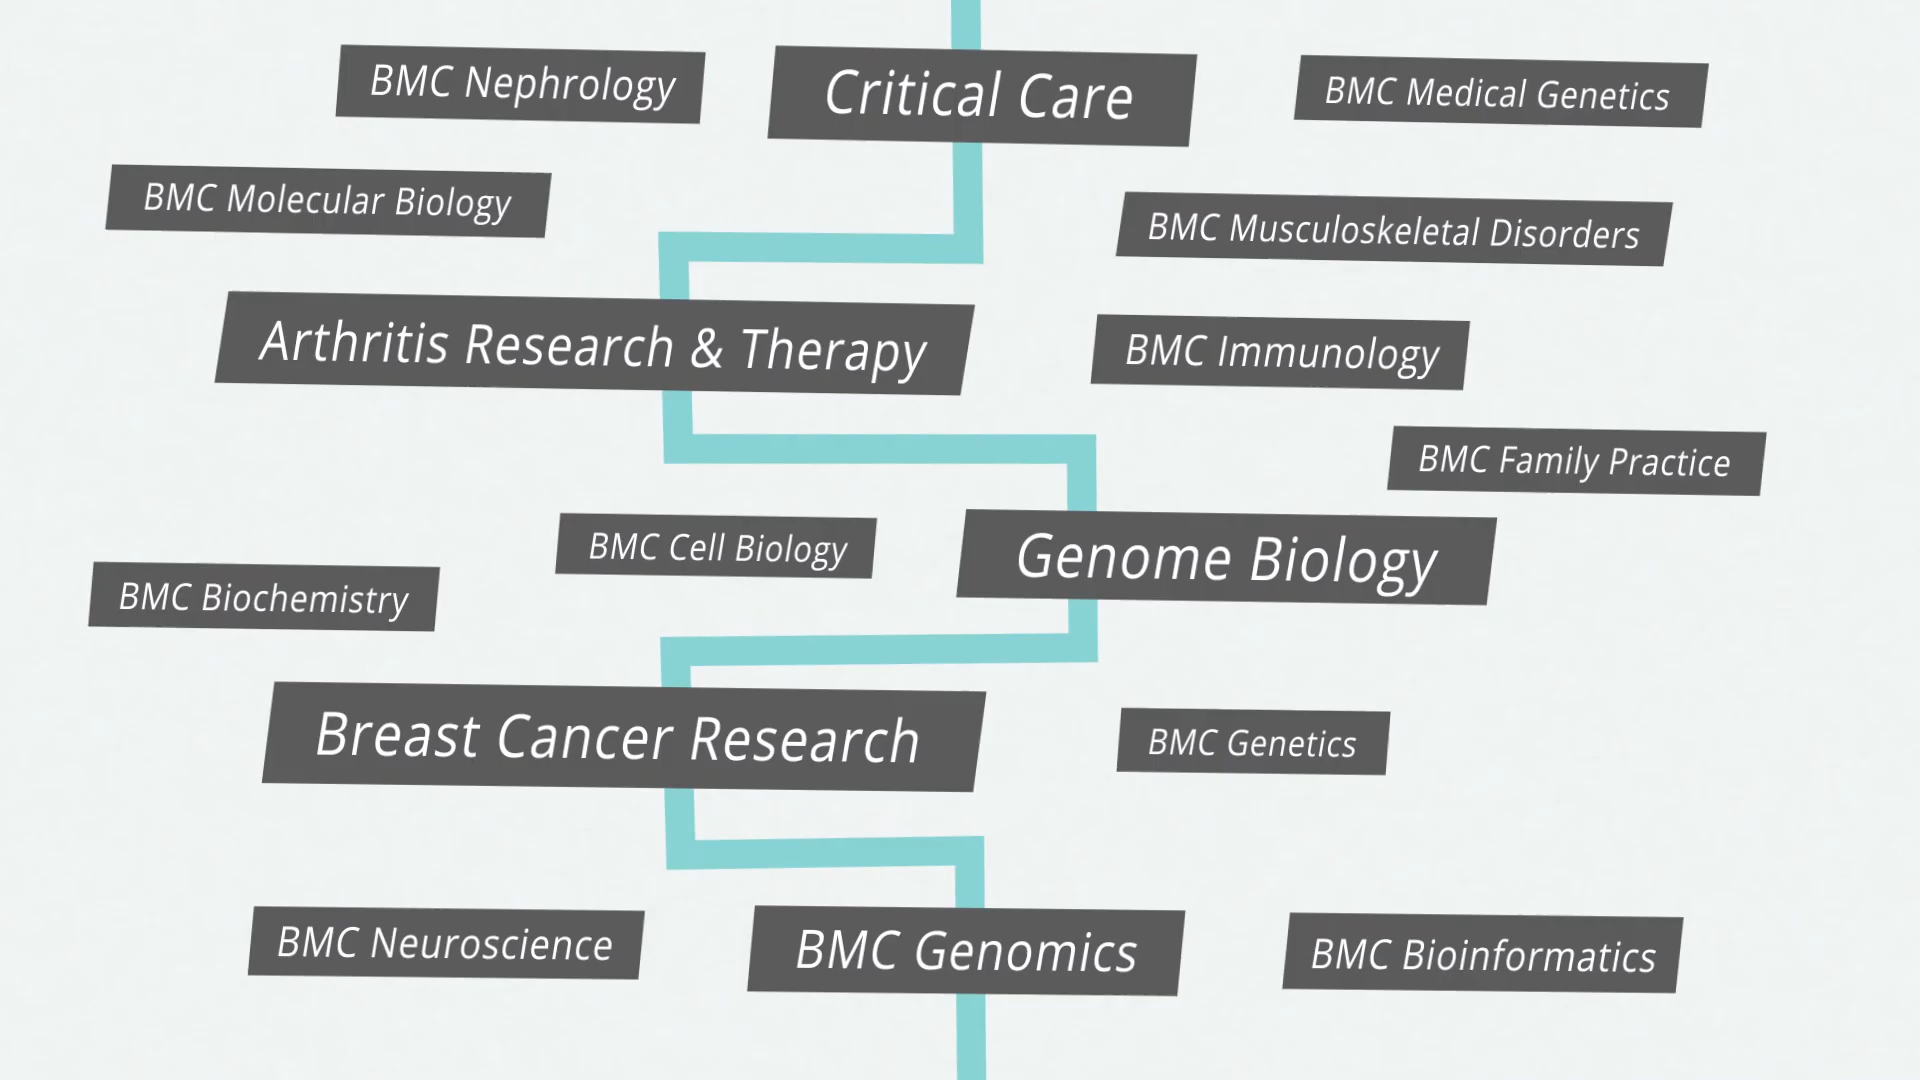 BMC Nephrology
Critical Care
BMC Medical Genetics
BMC Molecular Biology
BMC Musculoskeletal Disorders
Arthritis Research & Therapy
BMC Immunology
BMC Family Practice
BMC Cell Biology
Genome Biology
BMC Biochemistry
Breast Cancer Research
BMC Genetics
BMC Neuroscience
BMC Genomics
BMC Bioinformatics